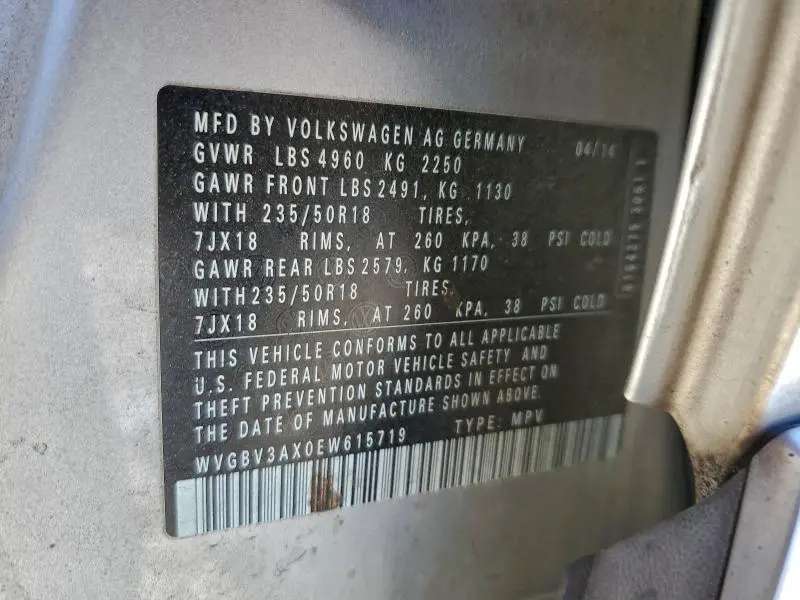 MFD BY VOLKSWAGEN AG GERMANY 04/14
GVWR LBS 4960 KG 2250
GAWR FRONT LBS 2491, KG 1130
WITH 235/50R18 TIRES,
7JX18 RIMS, AT 260 KPA, 38 PSI COLD
GAWR REAR LBS 2579, KG 1170
WITH 235/50R18 TIRES,
7JX18 RIMS, AT 260 KPA, 38 PSI COLD
THIS VEHICLE CONFORMS TO ALL APPLICABLE
U.S. FEDERAL MOTOR VEHICLE SAFETY AND
THEFT PREVENTION STANDARDS IN EFFECT ON
THE DATE OF MANUFACTURE SHOWN ABOVE.
WVGBV3AX0EW615719 TYPE: MPV